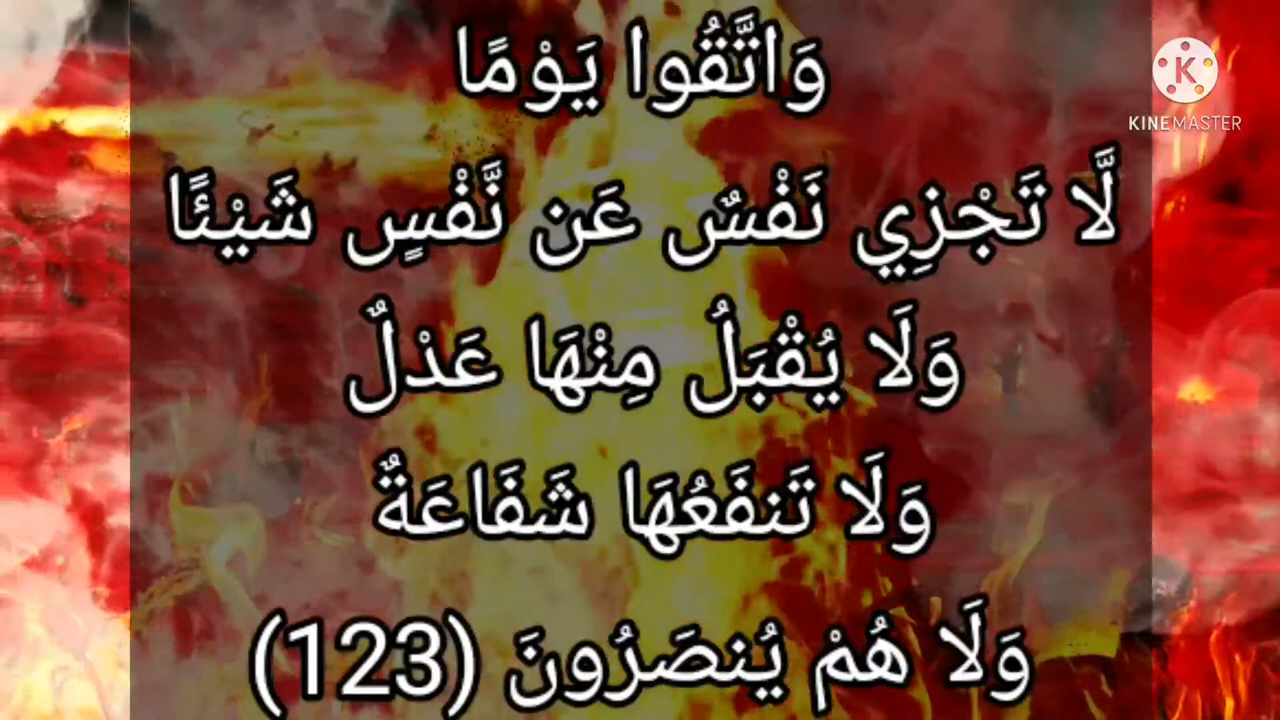 وَاتَّقُوا يَوْمًا
لَّا تَجْزِي نَفْسٌ عَن نَّفْسٍ شَيْئًا
وَلَا يُقْبَلُ مِنْهَا عَدْلٌ
وَلَا تَنفَعُهَا شَفَاعَةٌ
وَلَا هُمْ يُنصَرُونَ (123)
K
KINEMASTER